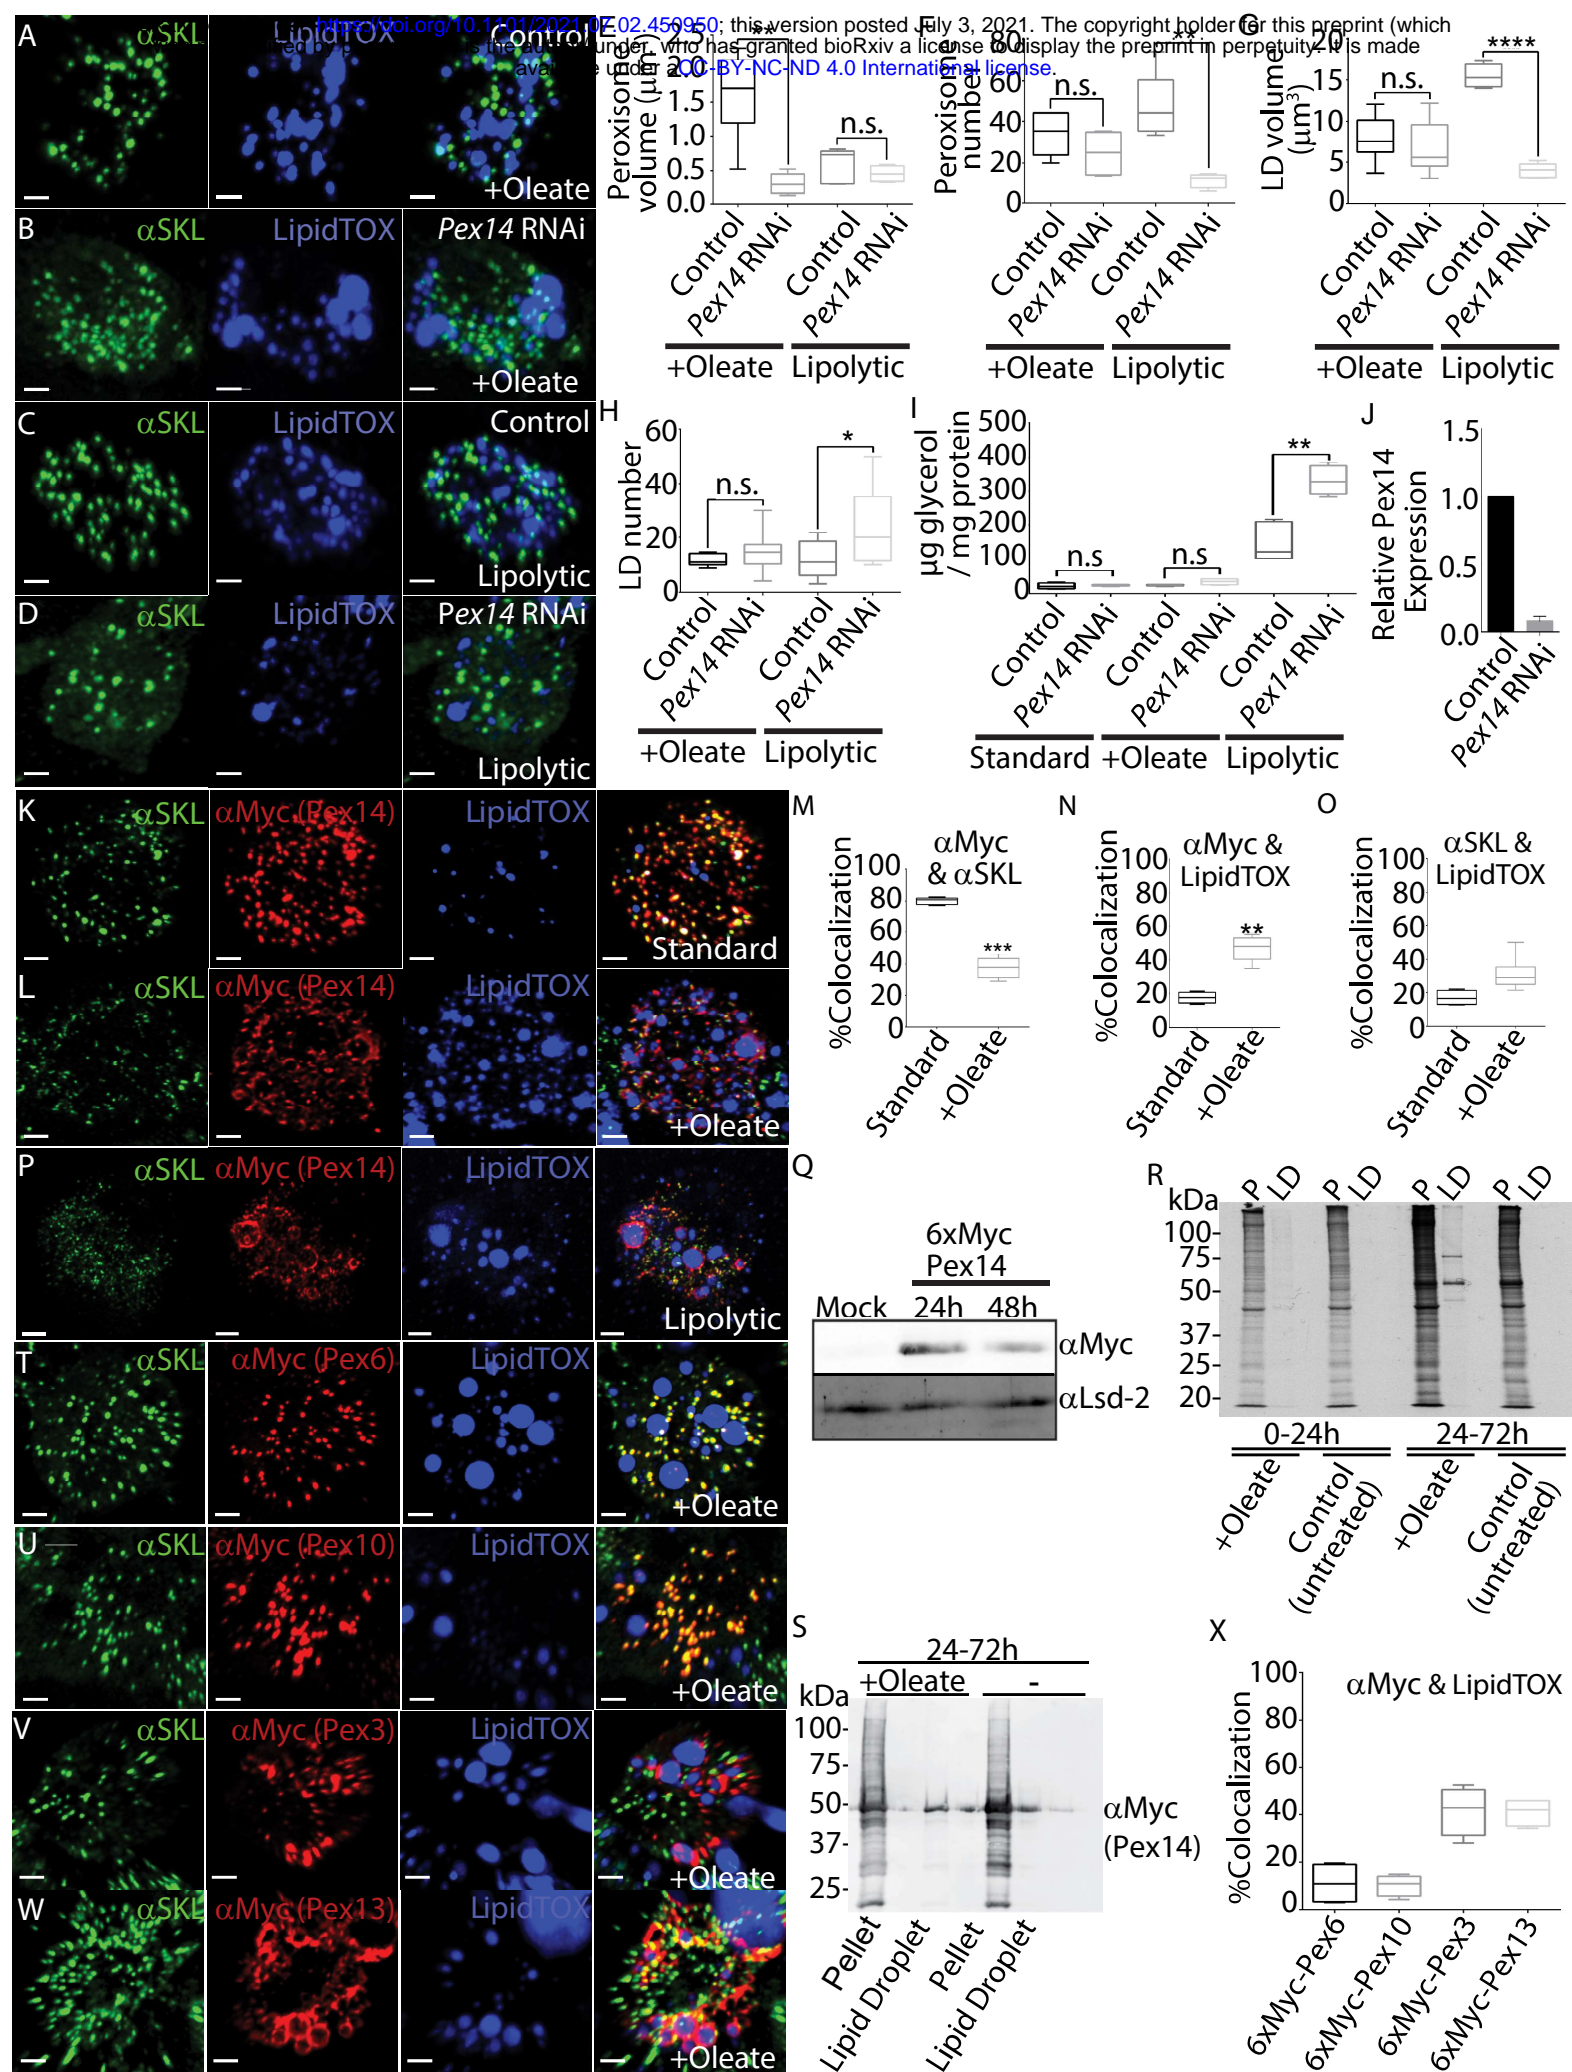 https://doi.org/10.1101/2021.07.02.450950; this version posted July 3, 2021. The copyright holder for this preprint (which
who has granted bioRxiv a license to display the preprint in perpetuity. It is made
under a CC-BY-NC-ND 4.0 International license.
A
αSKL
LipidTOX
Control
+Oleate
B
αSKL
LipidTOX
Pex14 RNAi
+Oleate
C
αSKL
LipidTOX
Control
Lipolytic
D
αSKL
LipidTOX
Pex14 RNAi
Lipolytic
E
Peroxisome
volume (μm³)
2.5
2.0
1.5
1.0
0.5
0.0
**
n.s.
Control
Pex14 RNAi
Control
Pex14 RNAi
+Oleate
Lipolytic
F
Peroxisome
number
80
60
40
20
0
n.s.
**
Control
Pex14 RNAi
Control
Pex14 RNAi
+Oleate
Lipolytic
G
LD volume
(μm³)
20
15
10
5
0
n.s.
****
Control
Pex14 RNAi
Control
Pex14 RNAi
+Oleate
Lipolytic
H
LD number
60
40
20
0
n.s.
*
Control
Pex14 RNAi
Control
Pex14 RNAi
+Oleate
Lipolytic
I
μg glycerol
/ mg protein
500
400
300
200
100
0
n.s
n.s
**
Control
Pex14 RNAi
Control
Pex14 RNAi
Control
Pex14 RNAi
Standard
+Oleate
Lipolytic
J
Relative Pex14
Expression
1.5
1.0
0.5
0.0
Control
Pex14 RNAi
K
αSKL
αMyc (Pex14)
LipidTOX
Standard
L
αSKL
αMyc (Pex14)
LipidTOX
+Oleate
M
αMyc
& αSKL
%Colocalization
100
80
60
40
20
0
***
Standard
+Oleate
N
αMyc &
LipidTOX
%Colocalization
100
80
60
40
20
0
**
Standard
+Oleate
O
αSKL &
LipidTOX
%Colocalization
100
80
60
40
20
0
Standard
+Oleate
P
αSKL
αMyc (Pex14)
LipidTOX
Lipolytic
Q
6xMyc
Pex14
Mock
24h
48h
αMyc
αLsd-2
R
kDa
P
LD
P
LD
P
LD
P
LD
100-
75-
50-
37-
25-
20-
0-24h
24-72h
+Oleate
Control
(untreated)
+Oleate
Control
(untreated)
T
αSKL
αMyc (Pex6)
LipidTOX
+Oleate
U
αSKL
αMyc (Pex10)
LipidTOX
+Oleate
V
αSKL
αMyc (Pex3)
LipidTOX
+Oleate
W
αSKL
αMyc (Pex13)
LipidTOX
+Oleate
S
24-72h
+Oleate
-
kDa
100-
75-
50-
37-
25-
αMyc
(Pex14)
Pellet
Lipid Droplet
Pellet
Lipid Droplet
X
αMyc & LipidTOX
%Colocalization
100
80
60
40
20
0
6xMyc-Pex6
6xMyc-Pex10
6xMyc-Pex3
6xMyc-Pex13